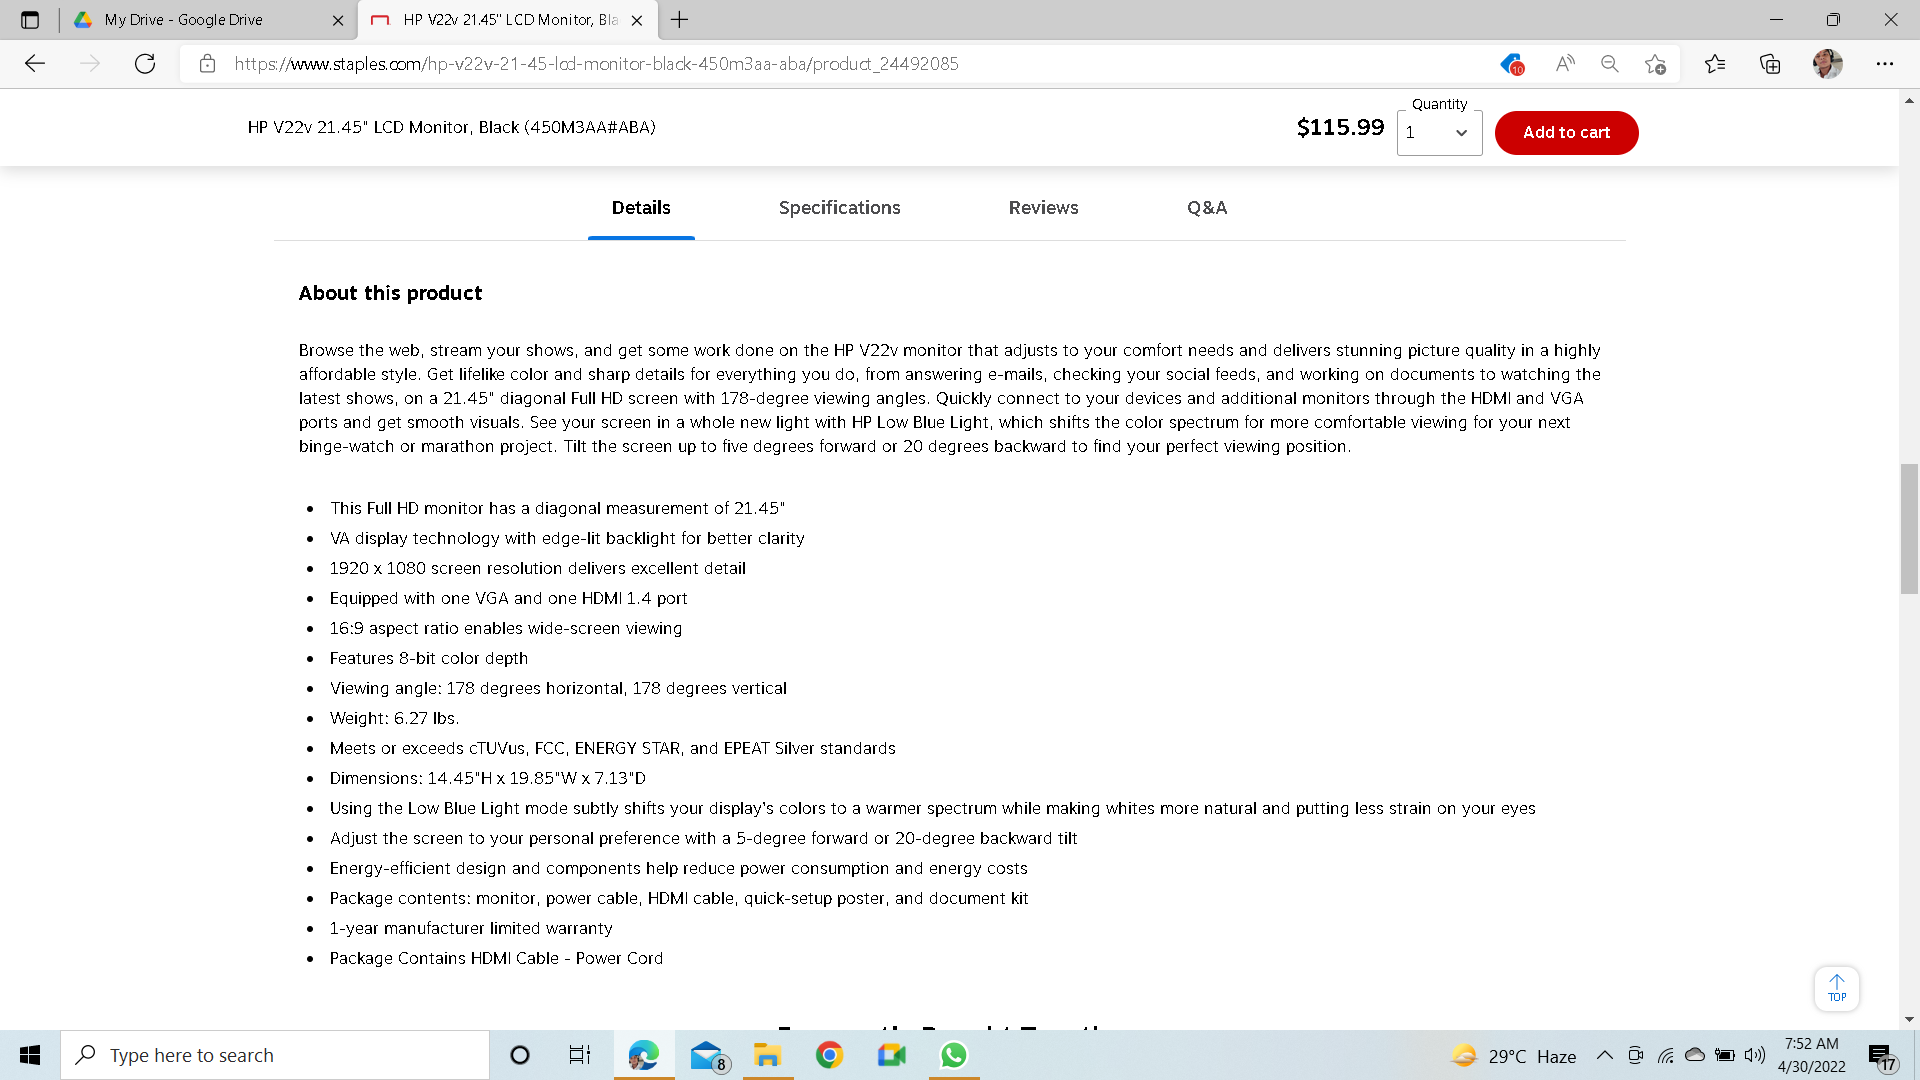 My Drive - Google Drive
HP V22v 21.45" LCD Monitor, Bla
https://www.staples.com/hp-v22v-21-45-lcd-monitor-black-450m3aa-aba/product_24492085
10
HP V22v 21.45" LCD Monitor, Black (450M3AA#ABA)
$115.99
Quantity
1
Add to cart
Details
Specifications
Reviews
Q&A
About this product
Browse the web, stream your shows, and get some work done on the HP V22v monitor that adjusts to your comfort needs and delivers stunning picture quality in a highly
affordable style. Get lifelike color and sharp details for everything you do, from answering e-mails, checking your social feeds, and working on documents to watching the
latest shows, on a 21.45" diagonal Full HD screen with 178-degree viewing angles. Quickly connect to your devices and additional monitors through the HDMI and VGA
ports and get smooth visuals. See your screen in a whole new light with HP Low Blue Light, which shifts the color spectrum for more comfortable viewing for your next
binge-watch or marathon project. Tilt the screen up to five degrees forward or 20 degrees backward to find your perfect viewing position.
• This Full HD monitor has a diagonal measurement of 21.45"
• VA display technology with edge-lit backlight for better clarity
• 1920 x 1080 screen resolution delivers excellent detail
• Equipped with one VGA and one HDMI 1.4 port
• 16:9 aspect ratio enables wide-screen viewing
• Features 8-bit color depth
• Viewing angle: 178 degrees horizontal, 178 degrees vertical
• Weight: 6.27 lbs.
• Meets or exceeds cTUVus, FCC, ENERGY STAR, and EPEAT Silver standards
• Dimensions: 14.45"H x 19.85"W x 7.13"D
• Using the Low Blue Light mode subtly shifts your display's colors to a warmer spectrum while making whites more natural and putting less strain on your eyes
• Adjust the screen to your personal preference with a 5-degree forward or 20-degree backward tilt
• Energy-efficient design and components help reduce power consumption and energy costs
• Package contents: monitor, power cable, HDMI cable, quick-setup poster, and document kit
• 1-year manufacturer limited warranty
• Package Contains HDMI Cable - Power Cord
TOP
Type here to search
8
29°C Haze
7:52 AM
4/30/2022
17